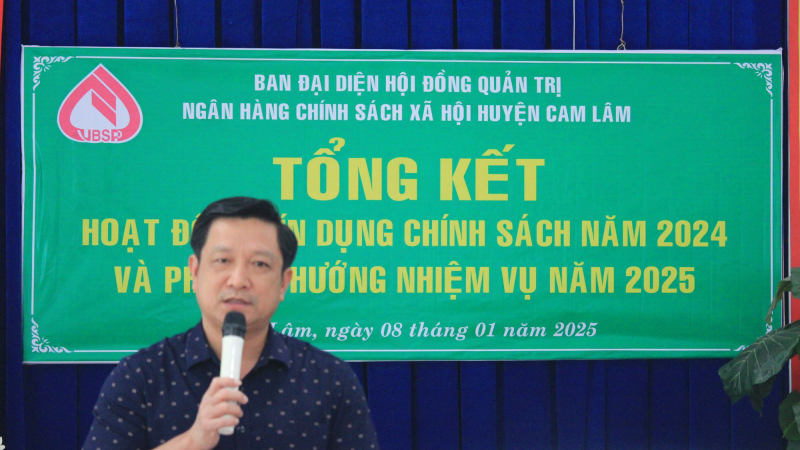 VBSP
BAN ĐẠI DIỆN HỘI ĐỒNG QUẢN TRỊ
NGÂN HÀNG CHÍNH SÁCH XÃ HỘI HUYỆN CAM LÂM
TỔNG KẾT
HOẠT DỤNG CHÍNH SÁCH NĂM 2024
VÀ HƯỚNG NHIỆM VỤ NĂM 2025
Lâm, ngày 08 tháng 01 năm 2025